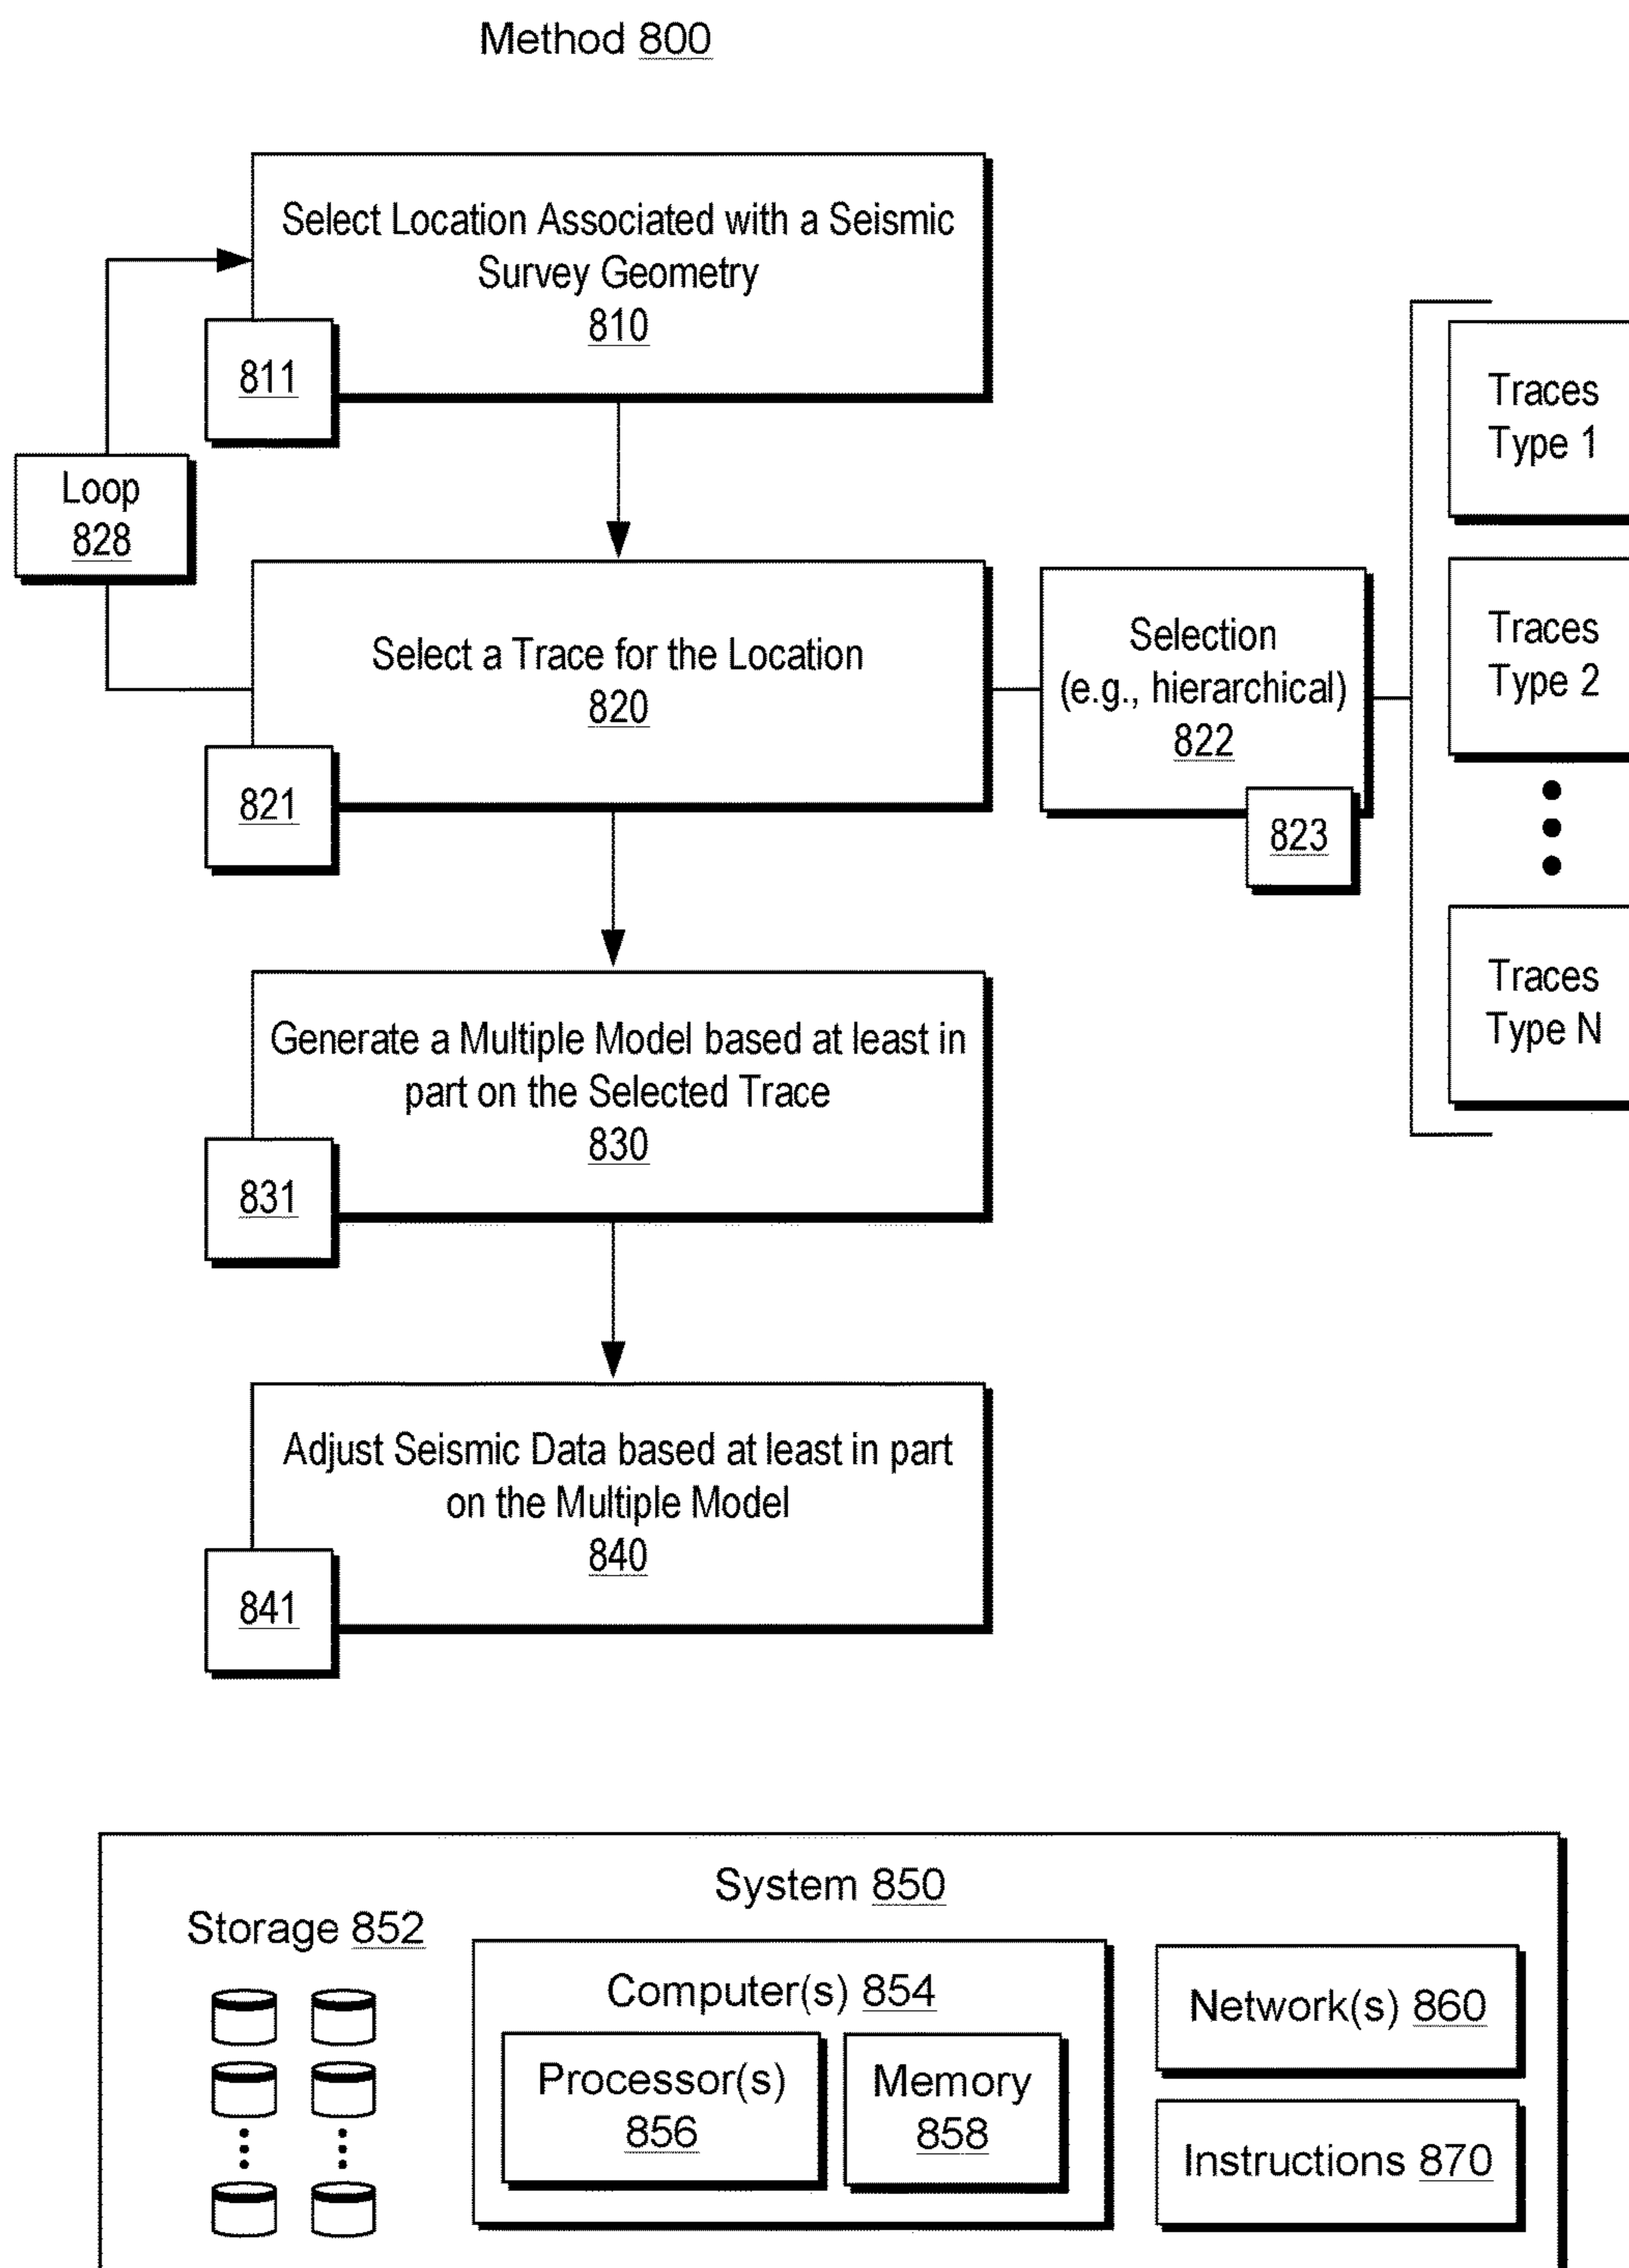 Method 800
Select Location Associated with a Seismic
Survey Geometry
810
811
Loop
828
Select a Trace for the Location
820
821
Selection
(e.g., hierarchical)
822
823
Traces
Type 1
Traces
Type 2
Traces
Type N
Generate a Multiple Model based at least in
part on the Selected Trace
830
831
Adjust Seismic Data based at least in part
on the Multiple Model
840
841
System 850
Storage 852
Computer(s) 854
Processor(s)
856
Memory
858
Network(s) 860
Instructions 870